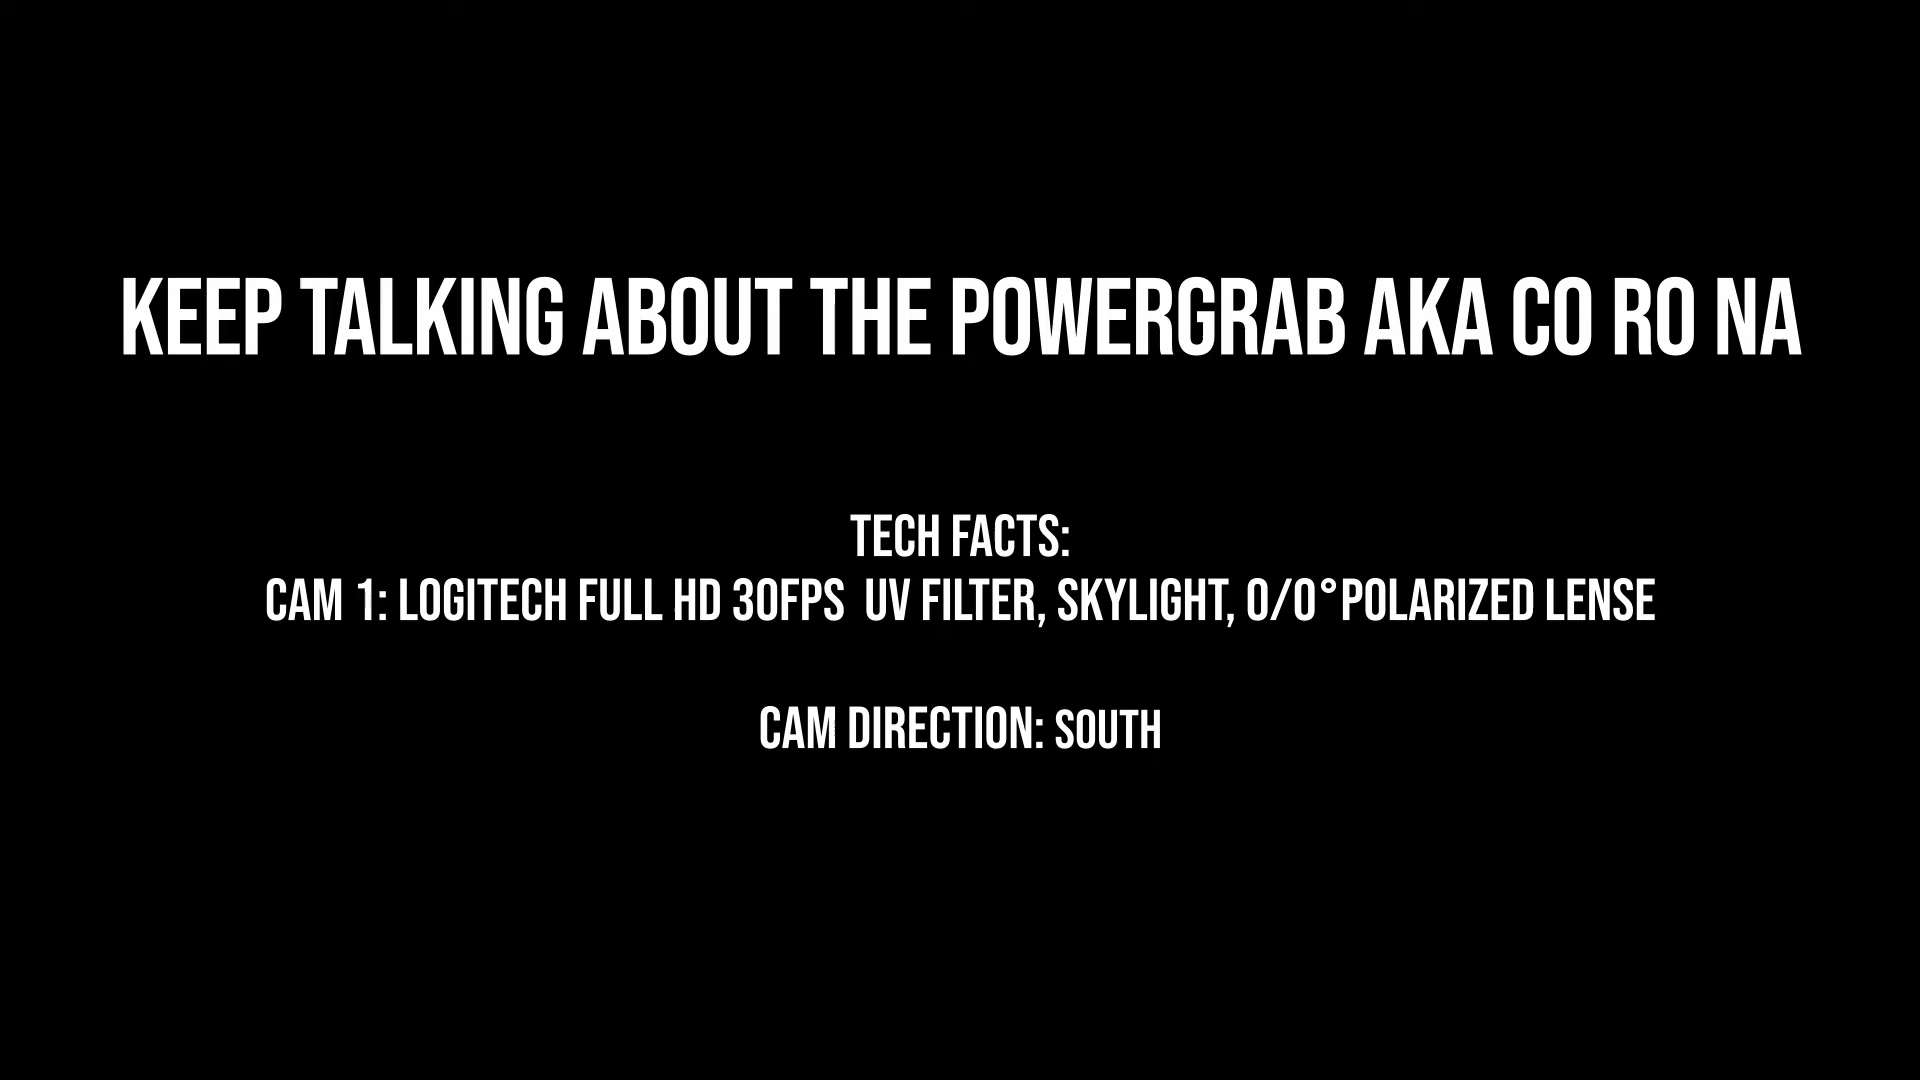 KEEP TALKING ABOUT THE POWERGRAB AKA CO RO NA
TECH FACTS:
CAM 1: LOGITECH FULL HD 30FPS  UV FILTER, SKYLIGHT, 0/0°POLARIZED LENSE
CAM DIRECTION: SOUTH